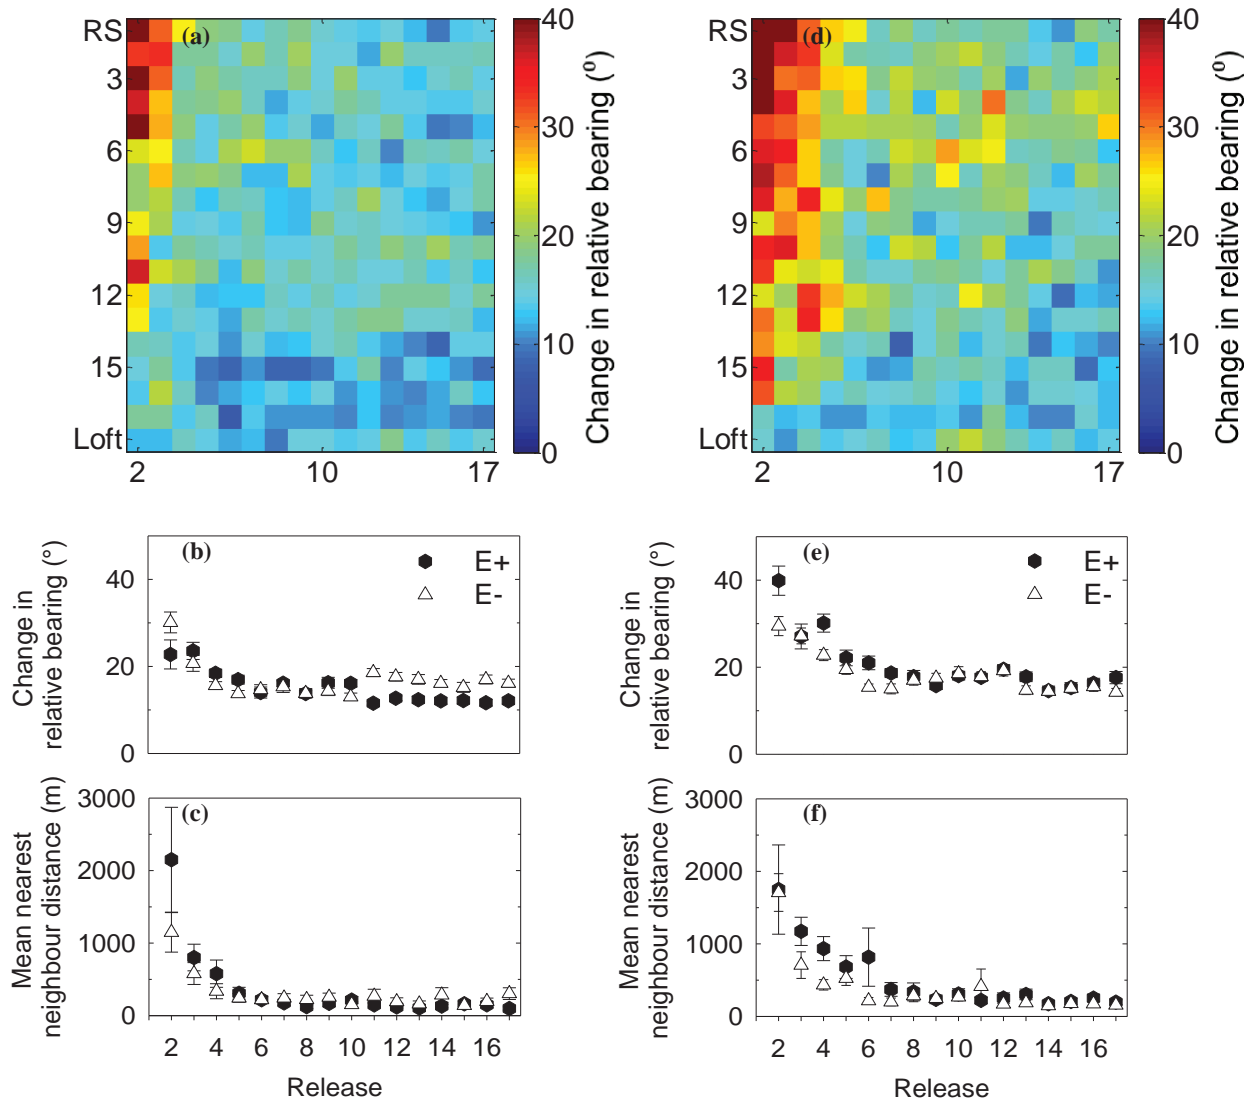 RS
3
6
9
12
15
Loft
2
10
17
(a)
40
30
20
10
0
Change in relative bearing (º)
RS
3
6
9
12
15
Loft
2
10
17
(d)
40
30
20
10
0
Change in relative bearing (º)
Change in
relative bearing (°)
40
20
0
(b)
E+
E-
Change in
relative bearing (°)
40
20
0
(e)
E+
E-
Mean nearest
neighbour distance (m)
3000
2000
1000
0
(c)
2 4 6 8 10 12 14 16
Release
Mean nearest
neighbour distance (m)
3000
2000
1000
0
(f)
2 4 6 8 10 12 14 16
Release